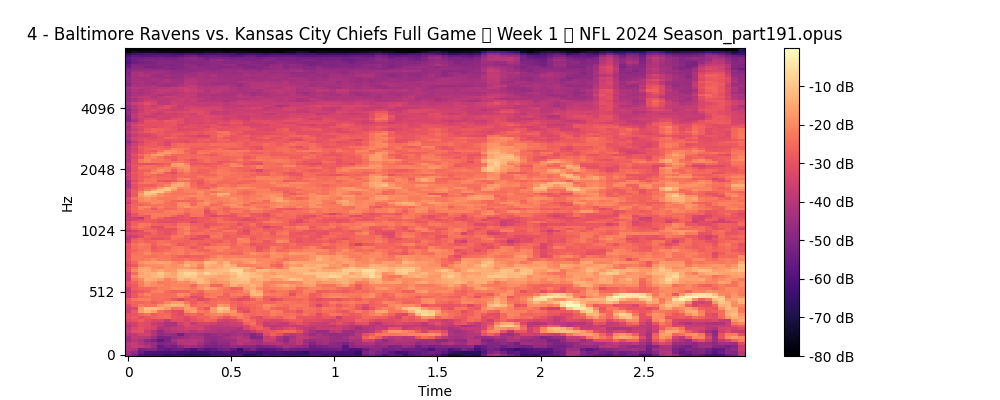 4 - Baltimore Ravens vs. Kansas City Chiefs Full Game ▯ Week 1 ▯ NFL 2024 Season_part191.opus
4096
2048
1024
512
0
Hz
0
0.5
1
1.5
2
2.5
Time
-10 dB
-20 dB
-30 dB
-40 dB
-50 dB
-60 dB
-70 dB
-80 dB